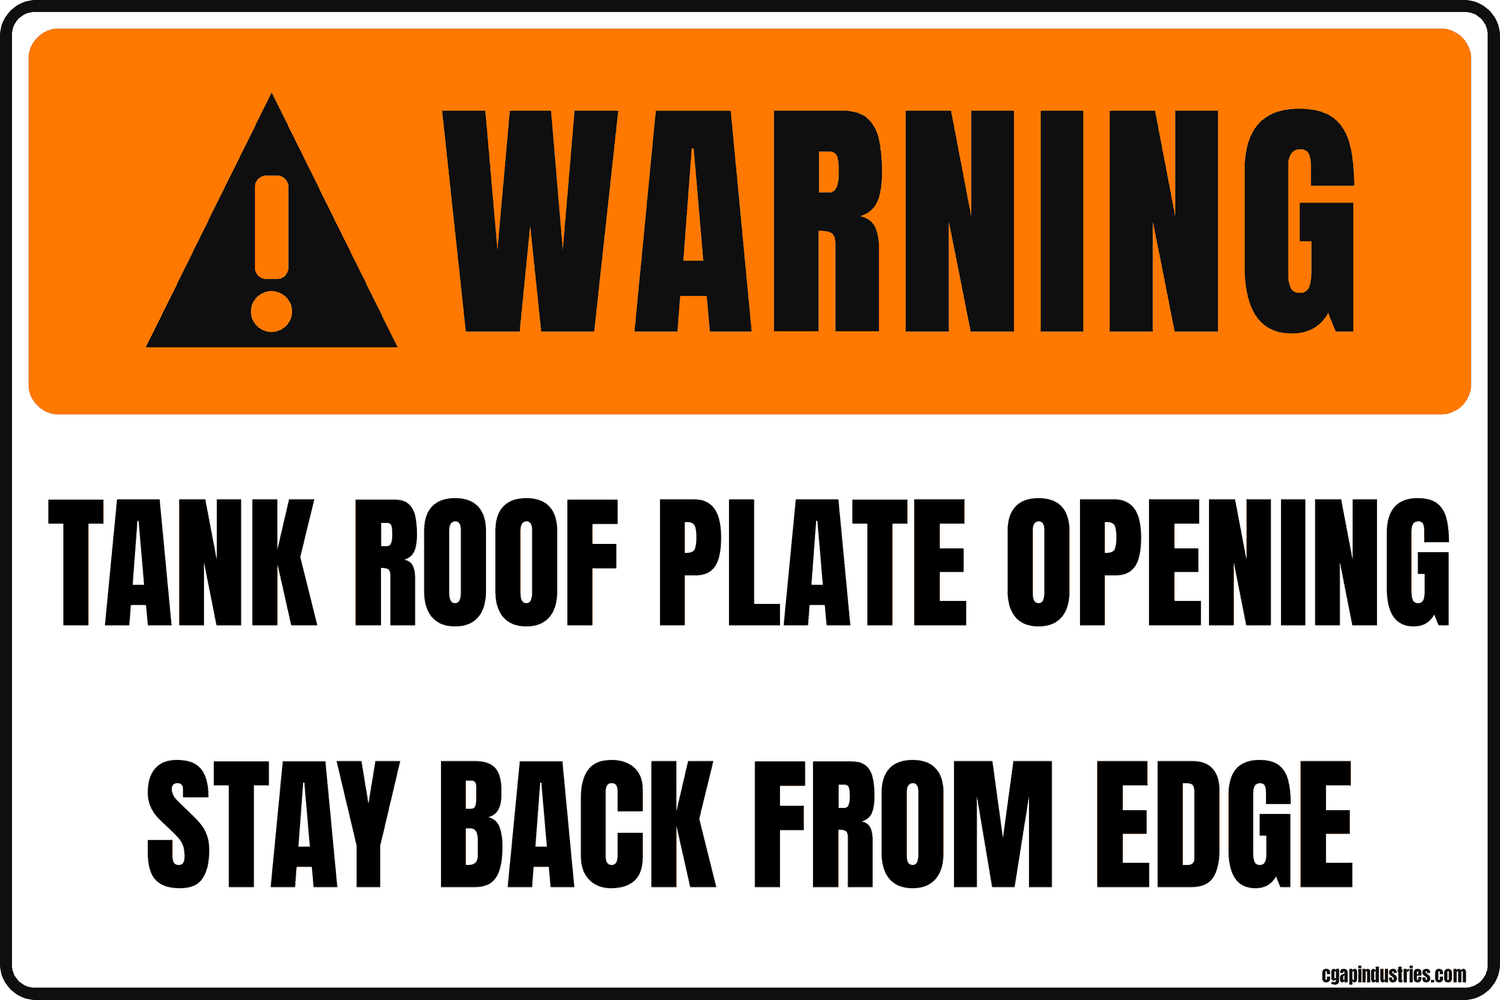 WARNING
TANK ROOF PLATE OPENING
STAY BACK FROM EDGE
cgapindustries.com